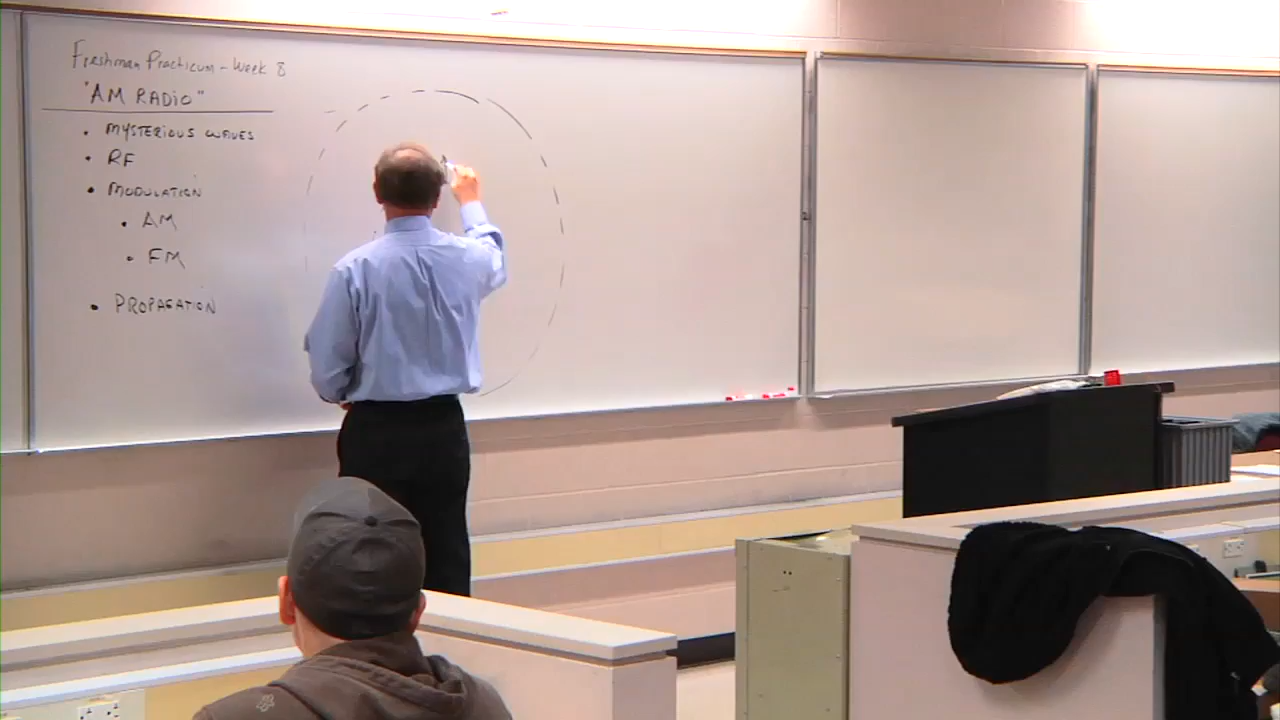 Freshman Practicum - Week 8
"AM RADIO"
• MYSTERIOUS WAVES
• RF
• MODULATION
• AM
• FM
• PROPAGATION